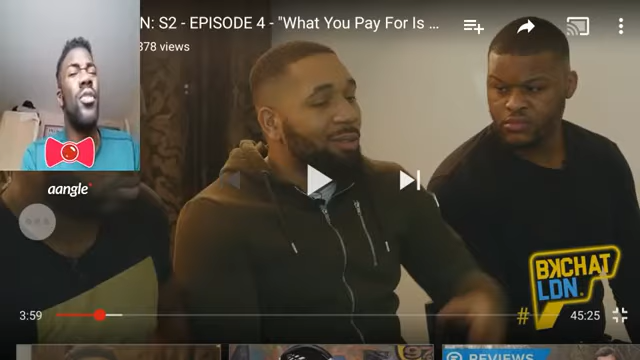 N: S2 - EPISODE 4 - "What You Pay For Is ...
378 views
aangle
BKCHAT
LDN.
3:59
#
45:25
REVIEWS